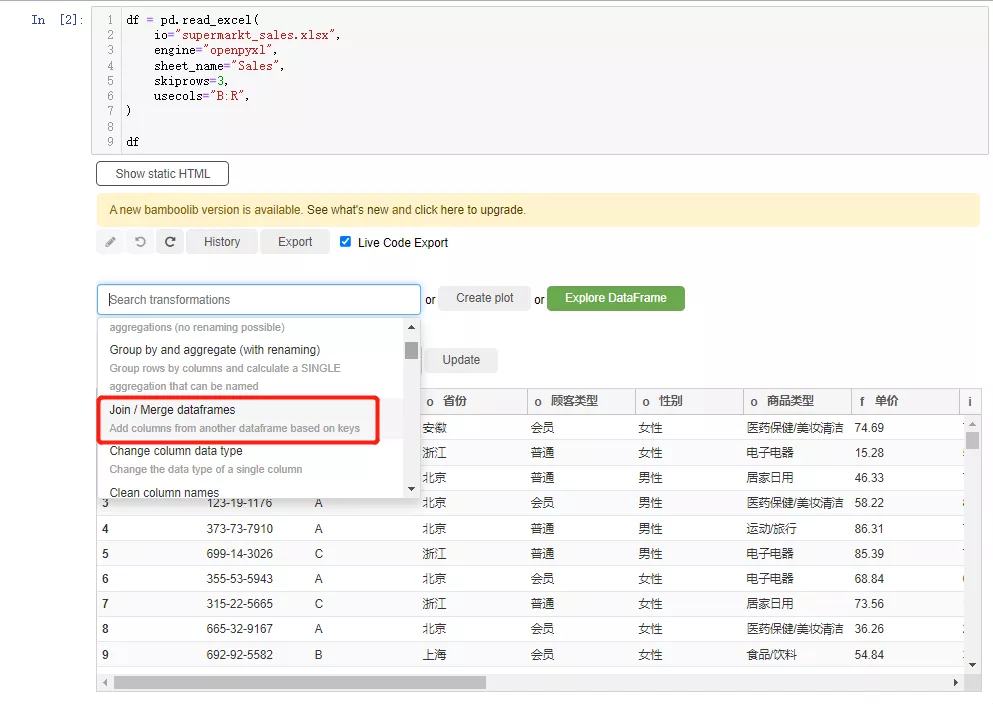 In [2]:
1 df = pd.read_excel(
2 io="supermarkt_sales.xlsx",
3 engine="openpyxl",
4 sheet_name="Sales",
5 skiprows=3,
6 usecols="B:R",
7 )
8
9 df
Show static HTML
A new bamboolib version is available. See what's new and click here to upgrade.
History Export Live Code Export
Search transformations or Create plot or Explore DataFrame
aggregations (no renaming possible)
Group by and aggregate (with renaming)
Group rows by columns and calculate a SINGLE
aggregation that can be named
Update
Join / Merge dataframes
Add columns from another dataframe based on keys
Change column data type
Change the data type of a single column
Clean column names
o 省份 o 顾客类型 o 性别 o 商品类型 f 单价 i
安徽 会员 女性 医药保健/美妆清洁 74.69
浙江 普通 女性 电子电器 15.28
北京 普通 男性 居家日用 46.33
3 123-19-1176 A 北京 会员 男性 医药保健/美妆清洁 58.22
4 373-73-7910 A 北京 普通 男性 运动/旅行 86.31
5 699-14-3026 C 浙江 普通 男性 电子电器 85.39
6 355-53-5943 A 北京 会员 女性 电子电器 68.84
7 315-22-5665 C 浙江 普通 女性 居家日用 73.56
8 665-32-9167 A 北京 会员 女性 医药保健/美妆清洁 36.26
9 692-92-5582 B 上海 会员 女性 食品/饮料 54.84